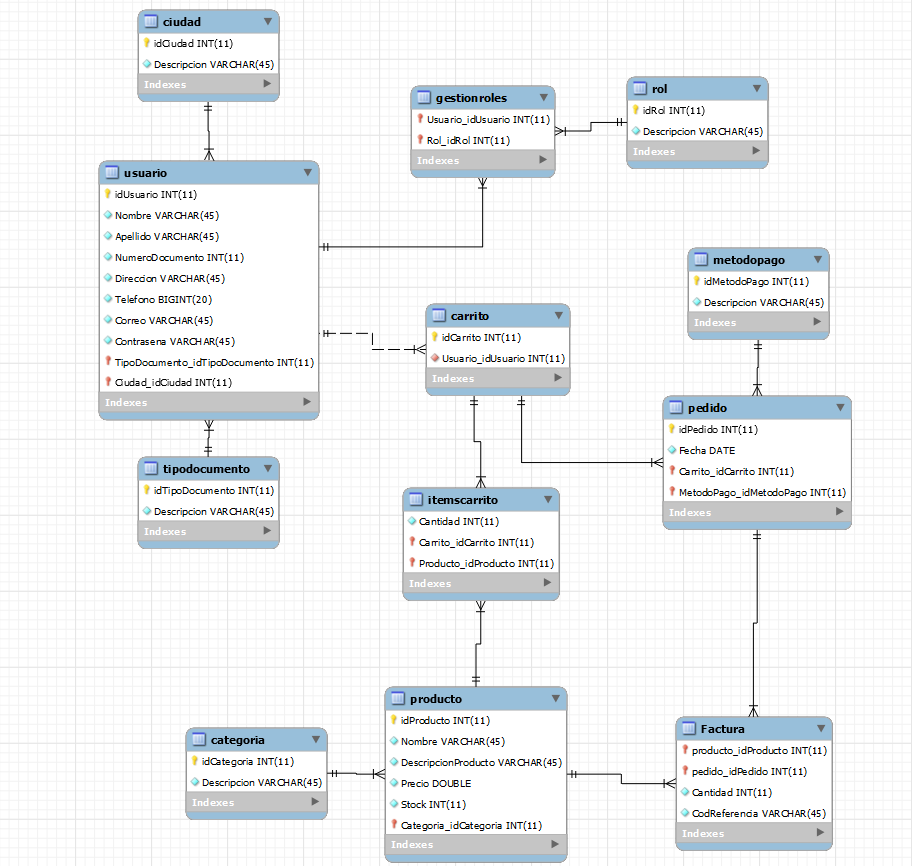 ciudad
idCiudad INT(11)
Descripcion VARCHAR(45)
Indexes
gestionroles
Usuario_idUsuario INT(11)
Rol_idRol INT(11)
Indexes
rol
idRol INT(11)
Descripcion VARCHAR(45)
Indexes
usuario
idUsuario INT(11)
Nombre VARCHAR(45)
Apellido VARCHAR(45)
NumeroDocumento INT(11)
Direccion VARCHAR(45)
Telefono BIGINT(20)
Correo VARCHAR(45)
Contrasena VARCHAR(45)
TipoDocumento_idTipoDocumento INT(11)
Ciudad_idCiudad INT(11)
Indexes
metodopago
idMetodoPago INT(11)
Descripcion VARCHAR(45)
Indexes
carrito
idCarrito INT(11)
Usuario_idUsuario INT(11)
Indexes
pedido
idPedido INT(11)
Fecha DATE
Carrito_idCarrito INT(11)
MetodoPago_idMetodoPago INT(11)
Indexes
tipodocumento
idTipoDocumento INT(11)
Descripcion VARCHAR(45)
Indexes
itemscarrito
Cantidad INT(11)
Carrito_idCarrito INT(11)
Producto_idProducto INT(11)
Indexes
categoria
idCategoria INT(11)
Descripcion VARCHAR(45)
Indexes
producto
idProducto INT(11)
Nombre VARCHAR(45)
DescripcionProducto VARCHAR(45)
Precio DOUBLE
Stock INT(11)
Categoria_idCategoria INT(11)
Indexes
Factura
producto_idProducto INT(11)
pedido_idPedido INT(11)
Cantidad INT(11)
CodReferencia VARCHAR(45)
Indexes